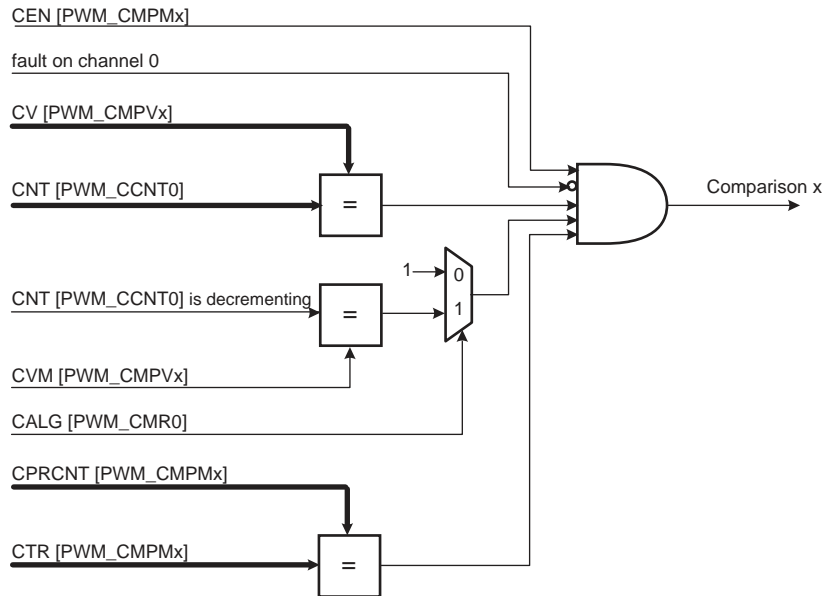 CEN [PWM_CMPMx]
fault on channel 0
CV [PWM_CMPVx]
CNT [PWM_CCNT0]
=
Comparison x
1
0
CNT [PWM_CCNT0] is decrementing
=
1
CVM [PWM_CMPVx]
CALG [PWM_CMR0]
CPRCNT [PWM_CMPMx]
CTR [PWM_CMPMx]
=